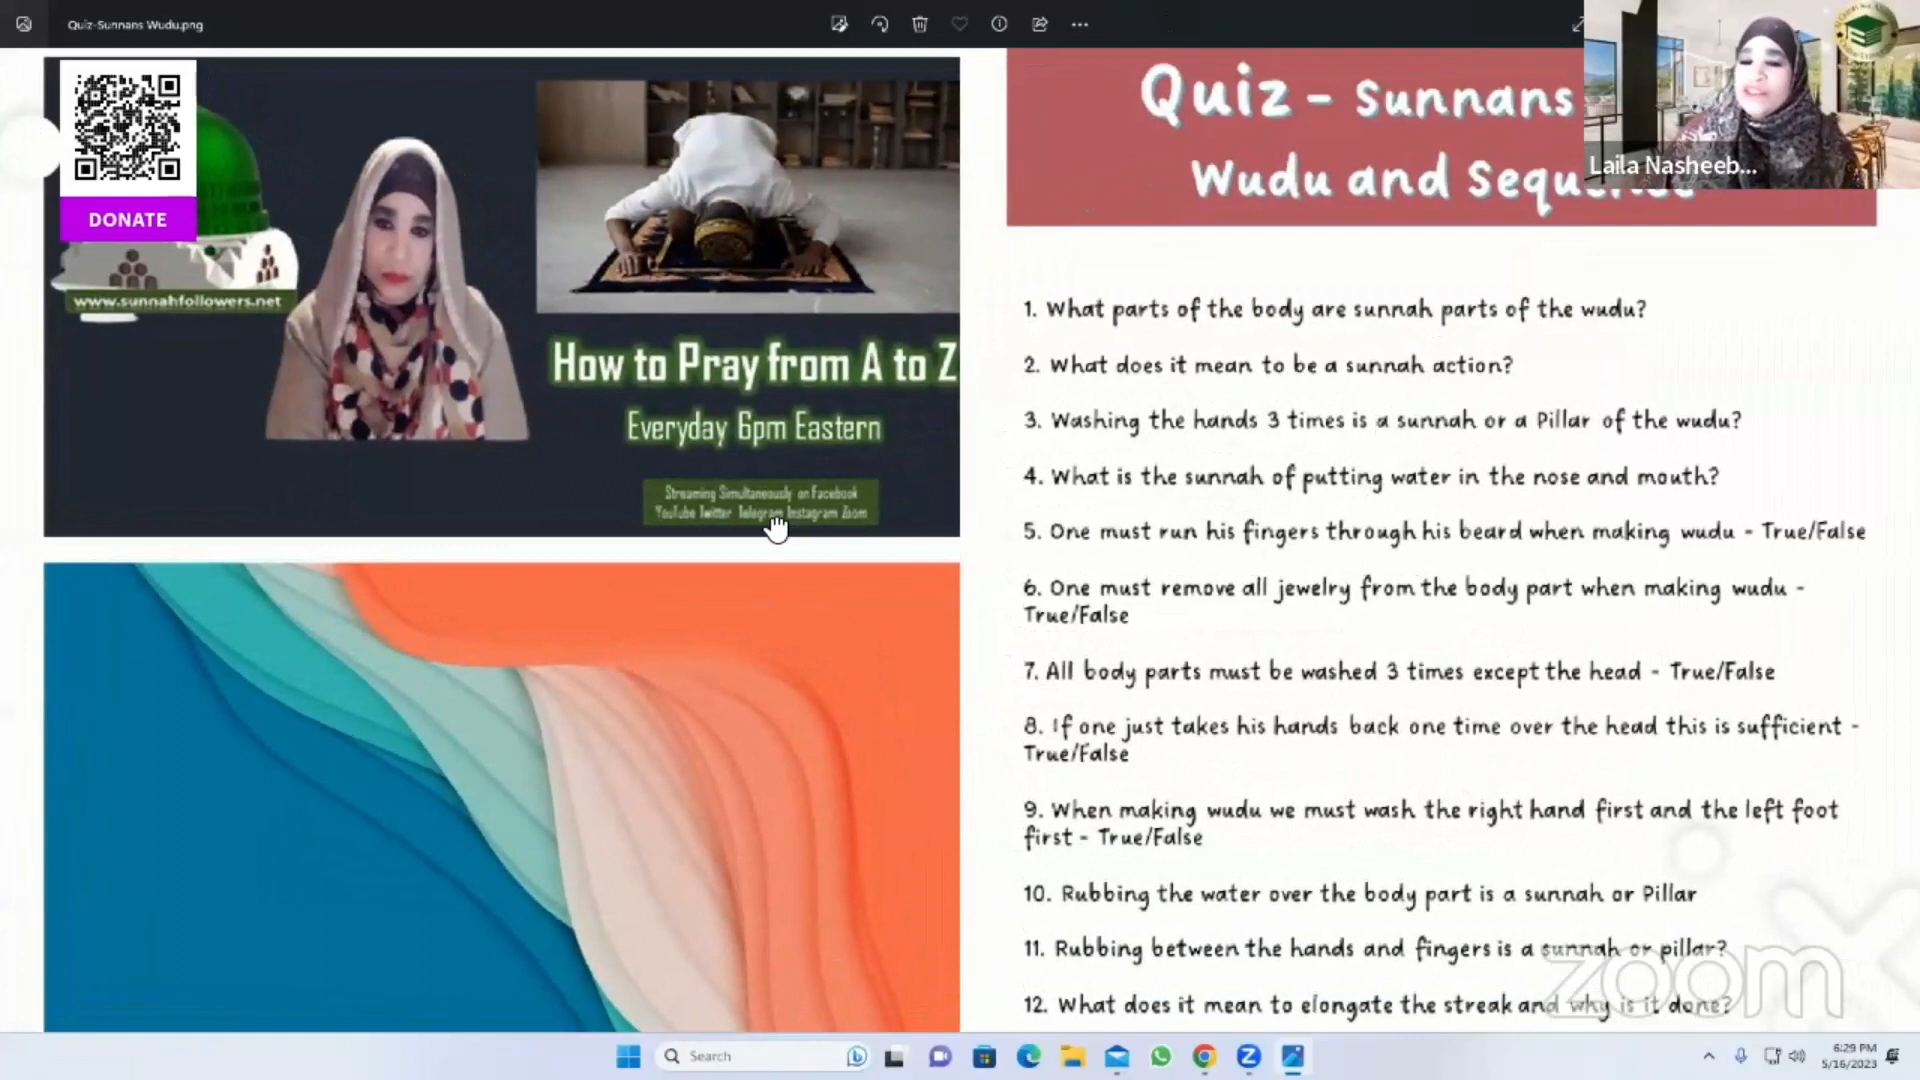 Quiz-Sunnans Wudu.png
DONATE
www.sunnahfollowers.net
How to Pray from A to Z
Everyday 6pm Eastern
Streaming Simultaneously on Facebook
YouTube Twitter Telegram Instagram Zoom
Quiz - Sunnans
Wudu and Sequence
Laila Nasheeb...
1. What parts of the body are sunnah parts of the wudu?
2. What does it mean to be a sunnah action?
3. Washing the hands 3 times is a sunnah or a Pillar of the wudu?
4. What is the sunnah of putting water in the nose and mouth?
5. One must run his fingers through his beard when making wudu - True/False
6. One must remove all jewelry from the body part when making wudu -
True/False
7. All body parts must be washed 3 times except the head - True/False
8. If one just takes his hands back one time over the head this is sufficient -
True/False
9. When making wudu we must wash the right hand first and the left foot
first - True/False
10. Rubbing the water over the body part is a sunnah or Pillar
11. Rubbing between the hands and fingers is a sunnah or pillar?
12. What does it mean to elongate the streak and why is it done?
zoom
Search
6:29 PM
5/16/2023